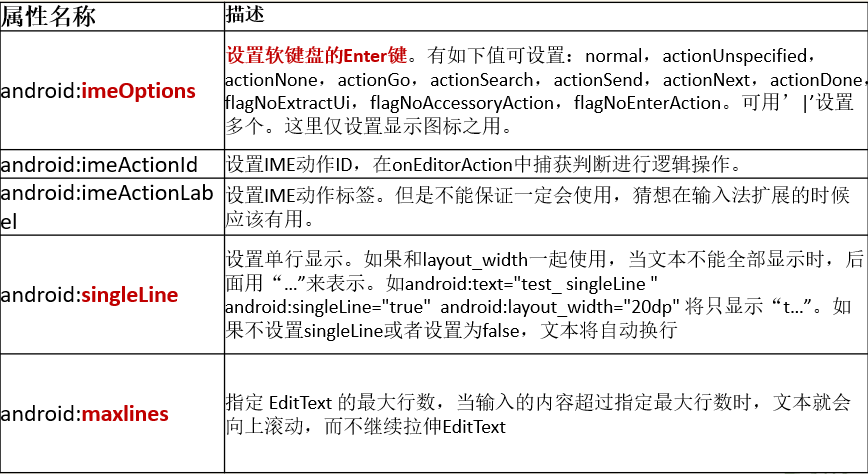 属性名称
描述
android:imeOptions
设置软键盘的Enter键。有如下值可设置：normal，actionUnspecified，
actionNone，actionGo，actionSearch，actionSend，actionNext，actionDone，
flagNoExtractUi，flagNoAccessoryAction，flagNoEnterAction。可用’|’设置
多个。这里仅设置显示图标之用。
android:imeActionId
设置IME动作ID，在onEditorAction中捕获判断进行逻辑操作。
android:imeActionLab
el
设置IME动作标签。但是不能保证一定会使用，猜想在输入法扩展的时候
应该有用。
android:singleLine
设置单行显示。如果和layout_width一起使用，当文本不能全部显示时，后
面用“…”来表示。如android:text="test_ singleLine "
android:singleLine="true"  android:layout_width="20dp" 将只显示“t…”。如
果不设置singleLine或者设置为false，文本将自动换行
android:maxlines
指定 EditText 的最大行数，当输入的内容超过指定最大行数时，文本就会
向上滚动，而不继续拉伸EditText